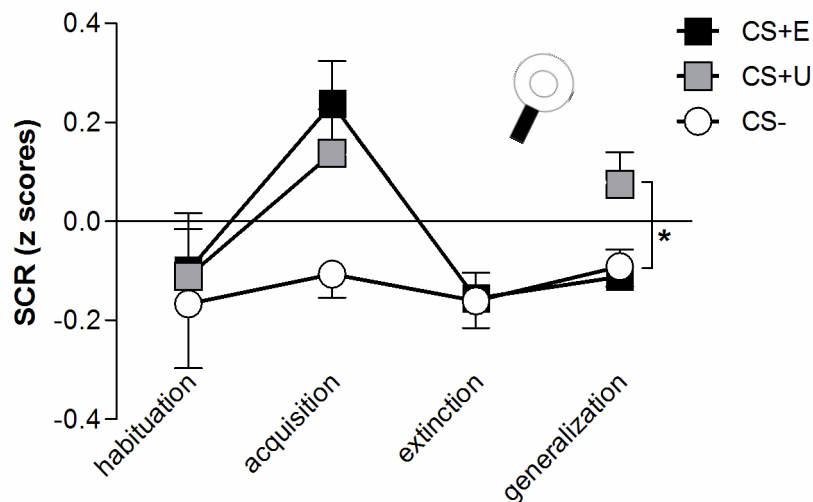 0.4
0.2
0.0
-0.2
-0.4
SCR (z scores)
habituation
acquisition
extinction
generalization
*
CS+E
CS+U
CS-